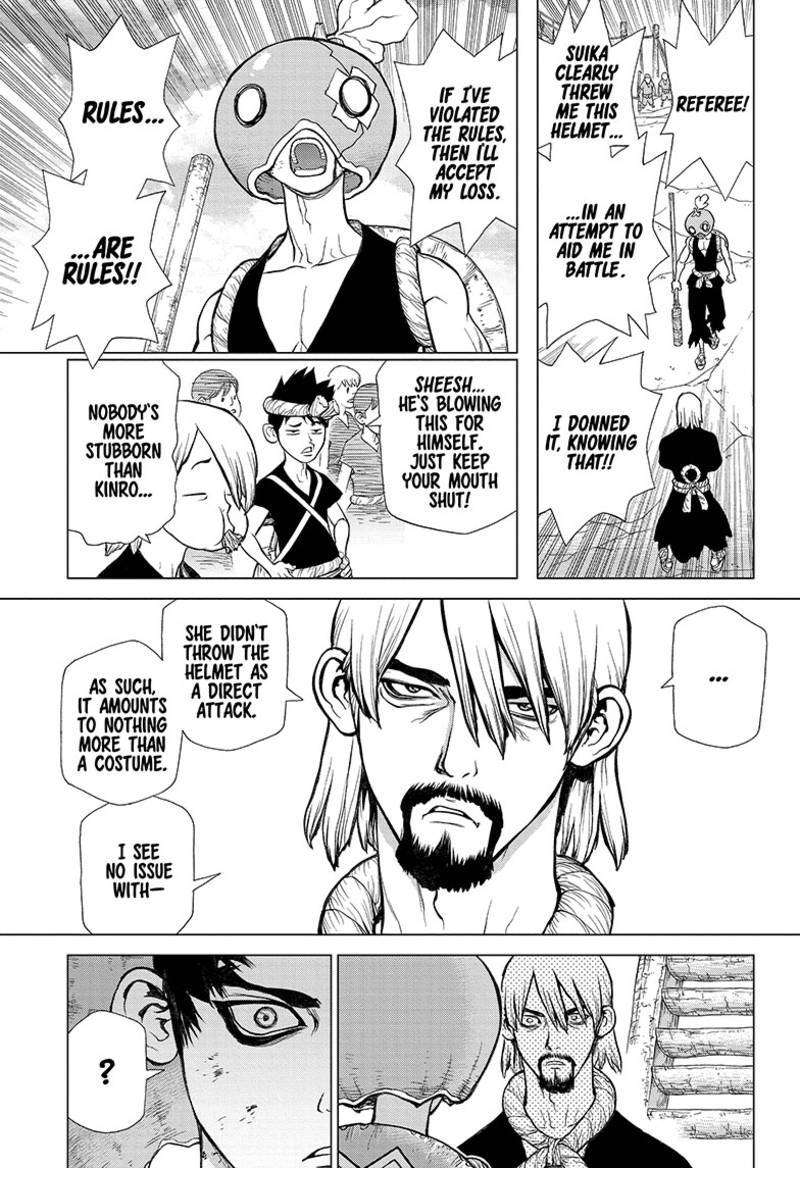 REFEREE!
SUIKA
CLEARLY
THREW
ME THIS
HELMET...
...IN AN
ATTEMPT TO
AID ME IN
BATTLE.
I DONNED
IT, KNOWING
THAT!!
IF I'VE
VIOLATED
THE RULES,
THEN I'LL
ACCEPT
MY LOSS.
RULES...
...ARE
RULES!!
SHEESH...
HE'S BLOWING
THIS FOR
HIMSELF.
JUST KEEP
YOUR MOUTH
SHUT!
NOBODY'S
MORE
STUBBORN
THAN
KINRO...
...
SHE DIDN'T
THROW THE
HELMET AS
A DIRECT
ATTACK.
AS SUCH,
IT AMOUNTS
TO NOTHING
MORE THAN
A COSTUME.
I SEE
NO ISSUE
WITH—
?